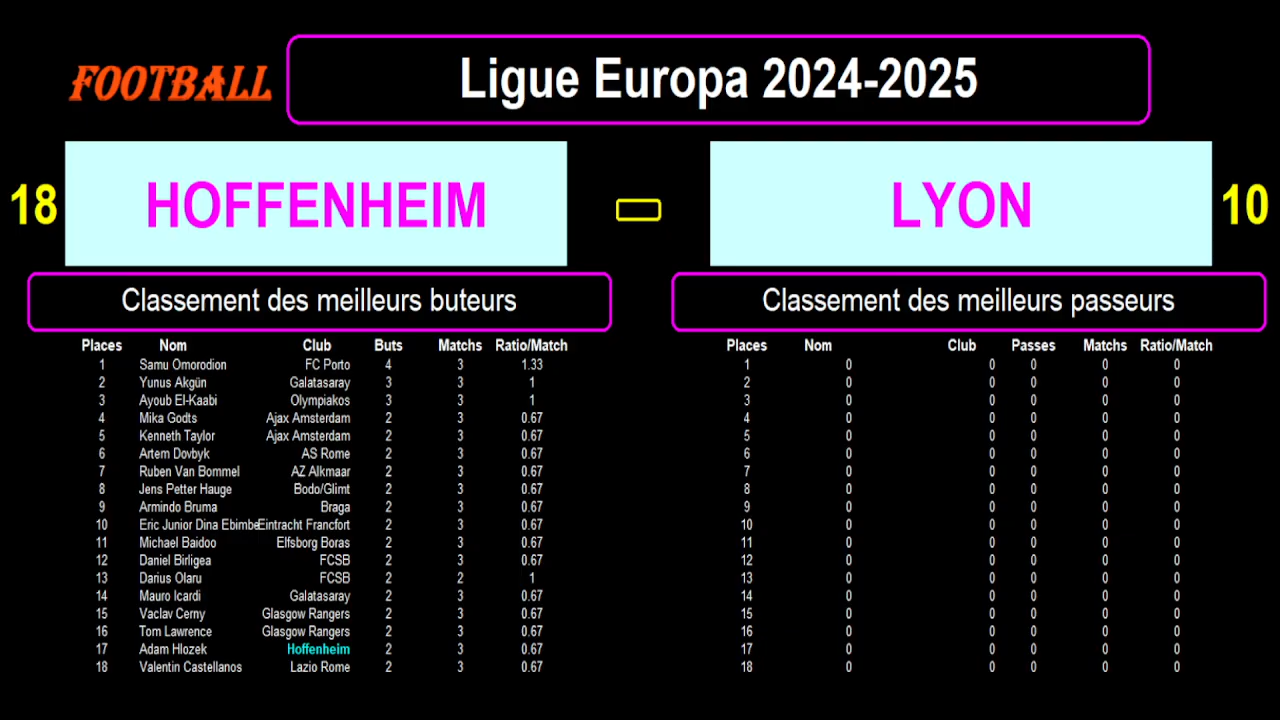 FOOTBALL
Ligue Europa 2024-2025
18 HOFFENHEIM - LYON 10
Classement des meilleurs buteurs
Places Nom Club Buts Matchs Ratio/Match
1 Samu Omorodion FC Porto 4 3 1.33
2 Yunus Akgün Galatasaray 3 3 1
3 Ayoub El-Kaabi Olympiakos 3 3 1
4 Mika Godts Ajax Amsterdam 2 3 0.67
5 Kenneth Taylor Ajax Amsterdam 2 3 0.67
6 Artem Dovbyk AS Rome 2 3 0.67
7 Ruben Van Bommel AZ Alkmaar 2 3 0.67
8 Jens Petter Hauge Bodo/Glimt 2 3 0.67
9 Armindo Bruma Braga 2 3 0.67
10 Eric Junior Dina Ebimbe Eintracht Francfort 2 3 0.67
11 Michael Baidoo Elfsborg Boras 2 3 0.67
12 Daniel Birligea FCSB 2 3 0.67
13 Darius Olaru FCSB 2 2 1
14 Mauro Icardi Galatasaray 2 3 0.67
15 Vaclav Cerny Glasgow Rangers 2 3 0.67
16 Tom Lawrence Glasgow Rangers 2 3 0.67
17 Adam Hlozek Hoffenheim 2 3 0.67
18 Valentin Castellanos Lazio Rome 2 3 0.67
Classement des meilleurs passeurs
Places Nom Club Passes Matchs Ratio/Match
1 0 0 0 0 0
2 0 0 0 0 0
3 0 0 0 0 0
4 0 0 0 0 0
5 0 0 0 0 0
6 0 0 0 0 0
7 0 0 0 0 0
8 0 0 0 0 0
9 0 0 0 0 0
10 0 0 0 0 0
11 0 0 0 0 0
12 0 0 0 0 0
13 0 0 0 0 0
14 0 0 0 0 0
15 0 0 0 0 0
16 0 0 0 0 0
17 0 0 0 0 0
18 0 0 0 0 0